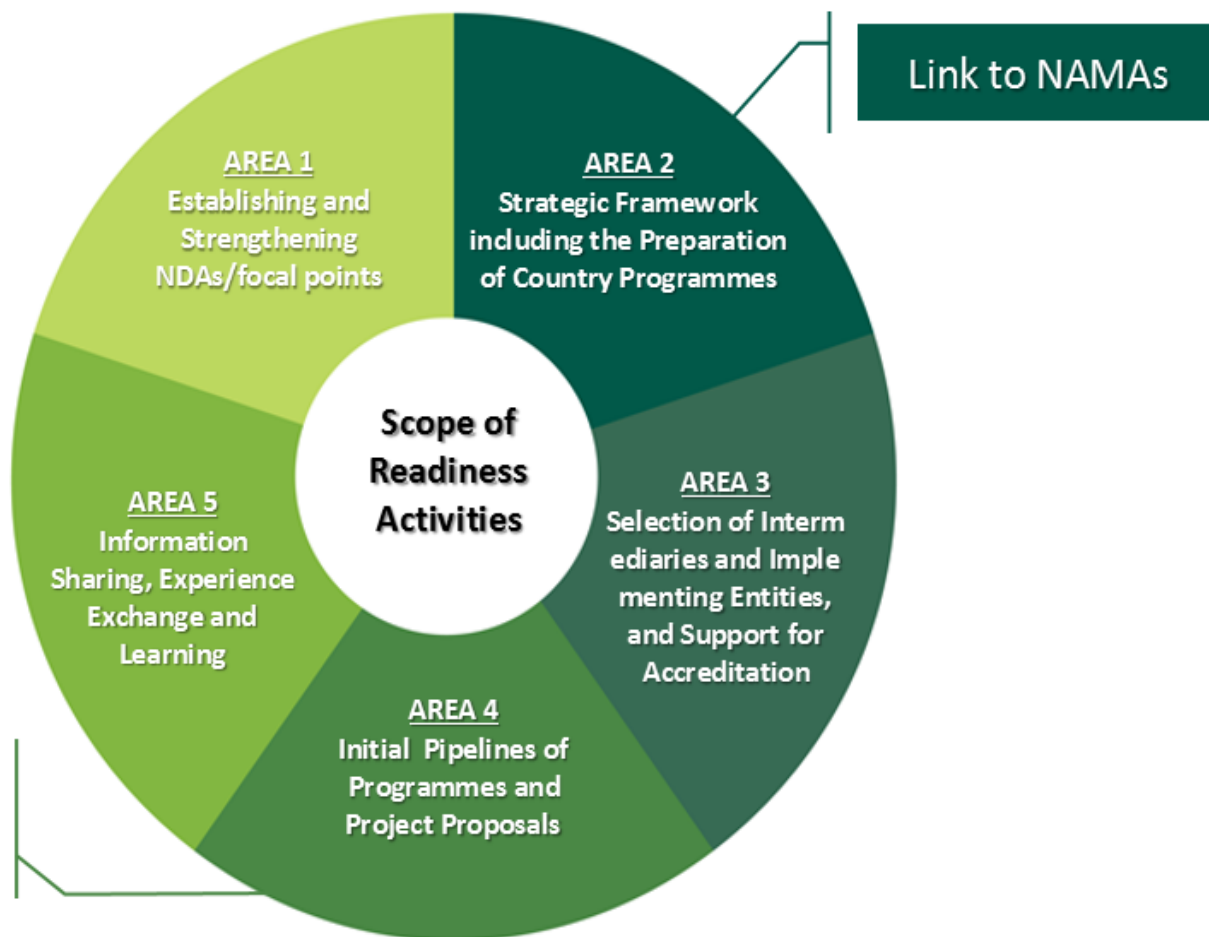 Link to NAMAs
AREA 1
Establishing and
Strengthening
NDAs/focal points
AREA 2
Strategic Framework
including the Preparation
of Country Programmes
Scope of
Readiness
Activities
AREA 3
Selection of Interm
ediaries and Imple
menting Entities,
and Support for
Accreditation
AREA 4
Initial Pipelines of
Programmes and
Project Proposals
AREA 5
Information
Sharing, Experience
Exchange and
Learning